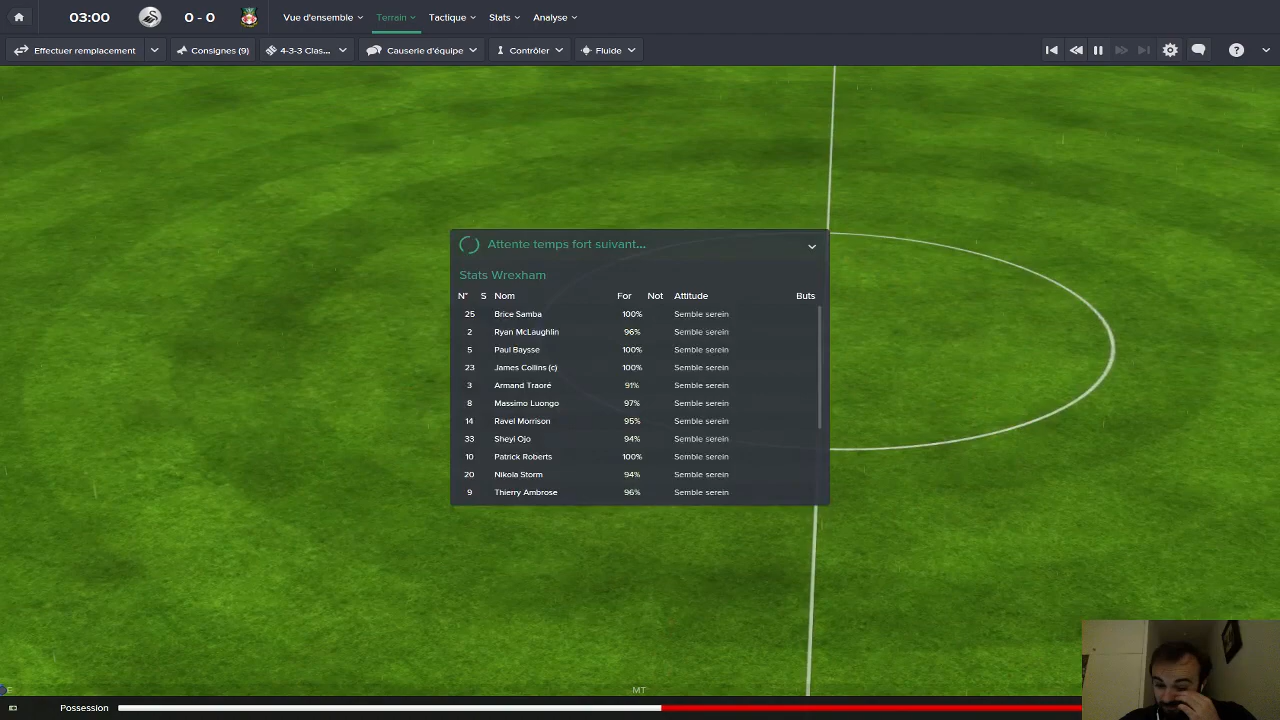 03:00 0 - 0 Vue d'ensemble Terrain Tactique Stats Analyse
Effectuer remplacement Consignes (9) 4-3-3 Clas... Causerie d'équipe Contrôler Fluide
Attente temps fort suivant...
Stats Wrexham
N° S Nom For Not Attitude Buts
25 Brice Samba 100% Semble serein
2 Ryan McLaughlin 96% Semble serein
5 Paul Baysse 100% Semble serein
23 James Collins (c) 100% Semble serein
3 Armand Traoré 91% Semble serein
8 Massimo Luongo 97% Semble serein
14 Ravel Morrison 95% Semble serein
33 Sheyi Ojo 94% Semble serein
10 Patrick Roberts 100% Semble serein
20 Nikola Storm 94% Semble serein
9 Thierry Ambrose 96% Semble serein
MT
Possession